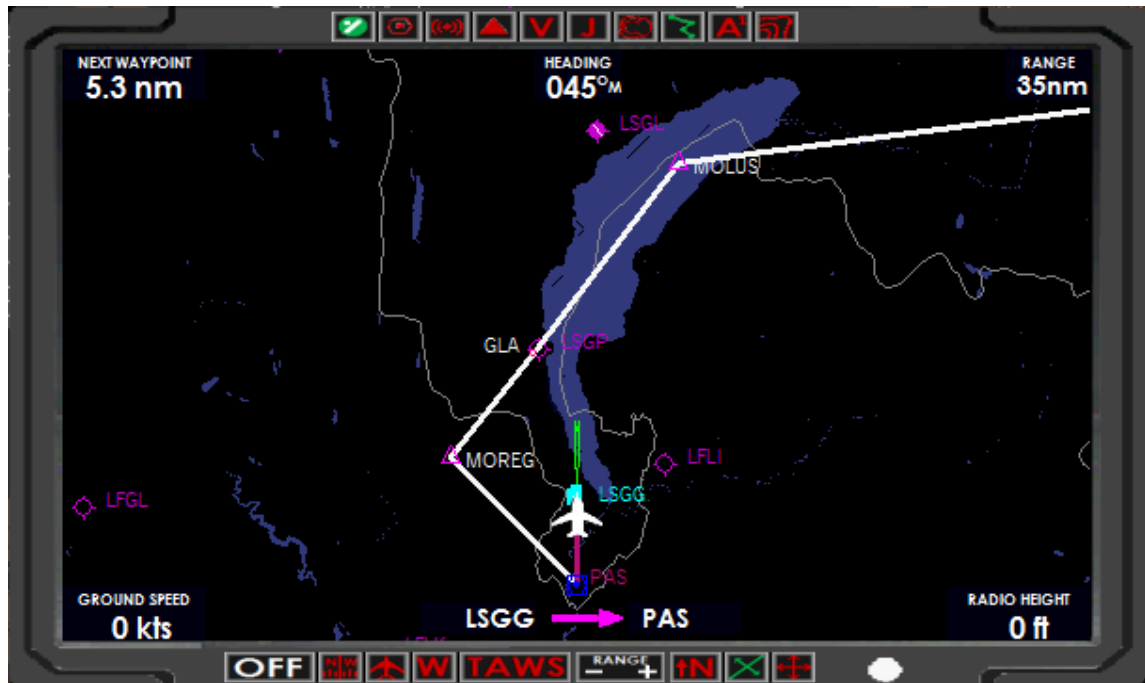 V J A¹
NEXT WAYPOINT
5.3 nm
HEADING
045°M
RANGE
35nm
LSGL
MOLUS
GLA
LSGP
MOREG
LFLI
LFGL
LSGG
PAS
GROUND SPEED
0 kts
LSGG PAS
RADIO HEIGHT
0 ft
OFF W TAWS - RANGE + N